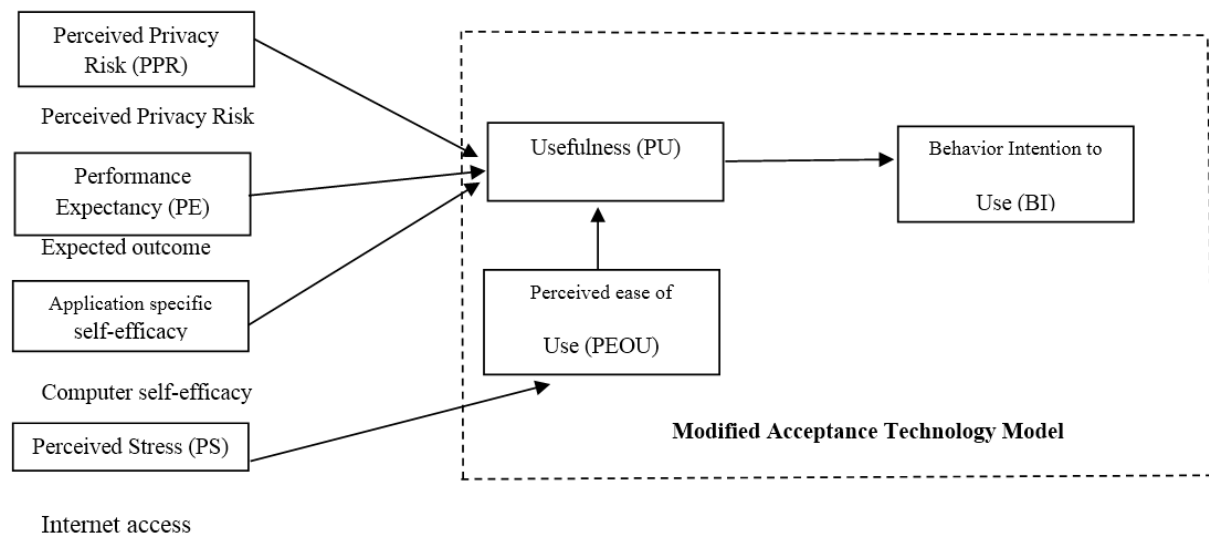 Perceived Privacy
Risk (PPR)
Perceived Privacy Risk
Performance
Expectancy (PE)
Expected outcome
Application specific
self-efficacy
Computer self-efficacy
Perceived Stress (PS)
Internet access
Usefulness (PU)
Perceived ease of
Use (PEOU)
Behavior Intention to
Use (BI)
Modified Acceptance Technology Model